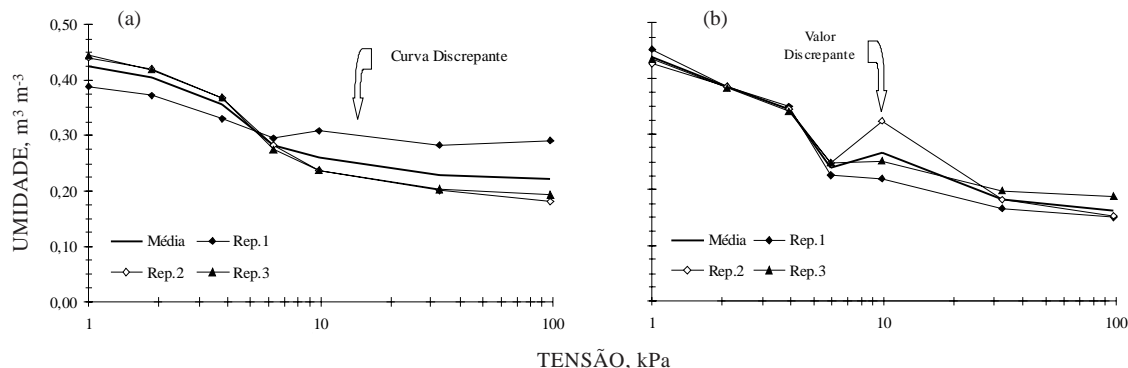 (a)
0,50
0,40
0,30
0,20
0,10
0,00
UMIDADE, m³ m⁻³
Curva Discrepante
Média Rep.1
Rep.2 Rep.3
1 10 100
(b)
Valor
Discrepante
Média Rep.1
Rep.2 Rep.3
1 10 100
TENSÃO, kPa